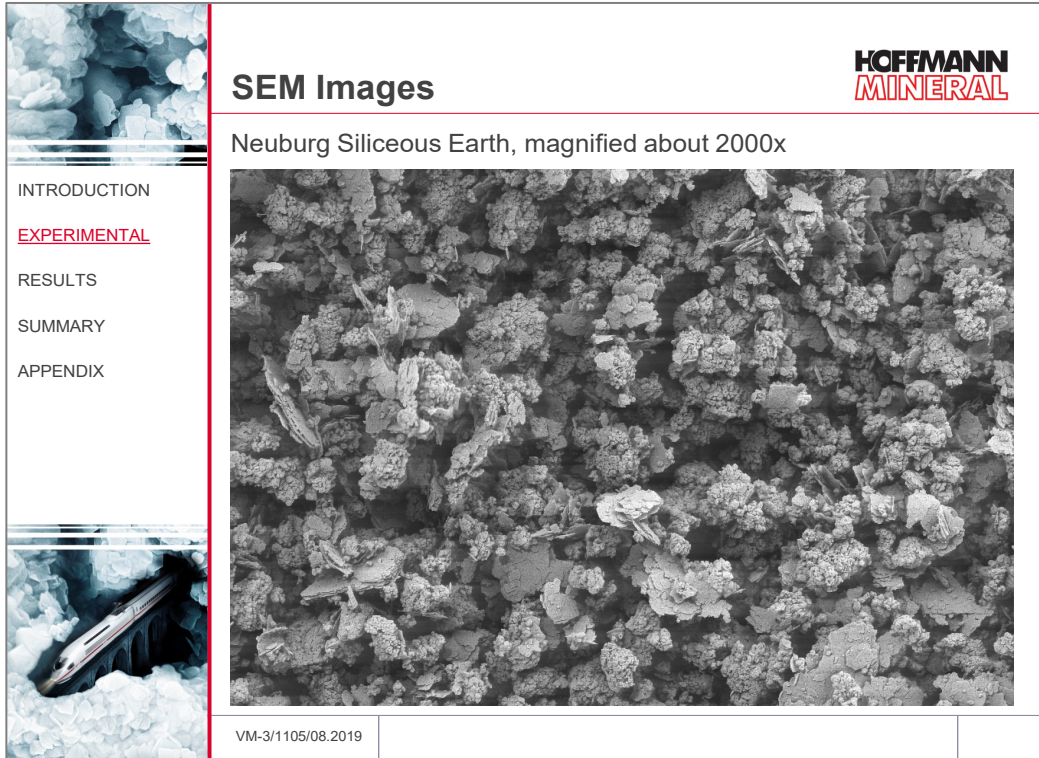 SEM Images
HOFFMANN
MINERAL
Neuburg Siliceous Earth, magnified about 2000x
INTRODUCTION
EXPERIMENTAL
RESULTS
SUMMARY
APPENDIX
VM-3/1105/08.2019